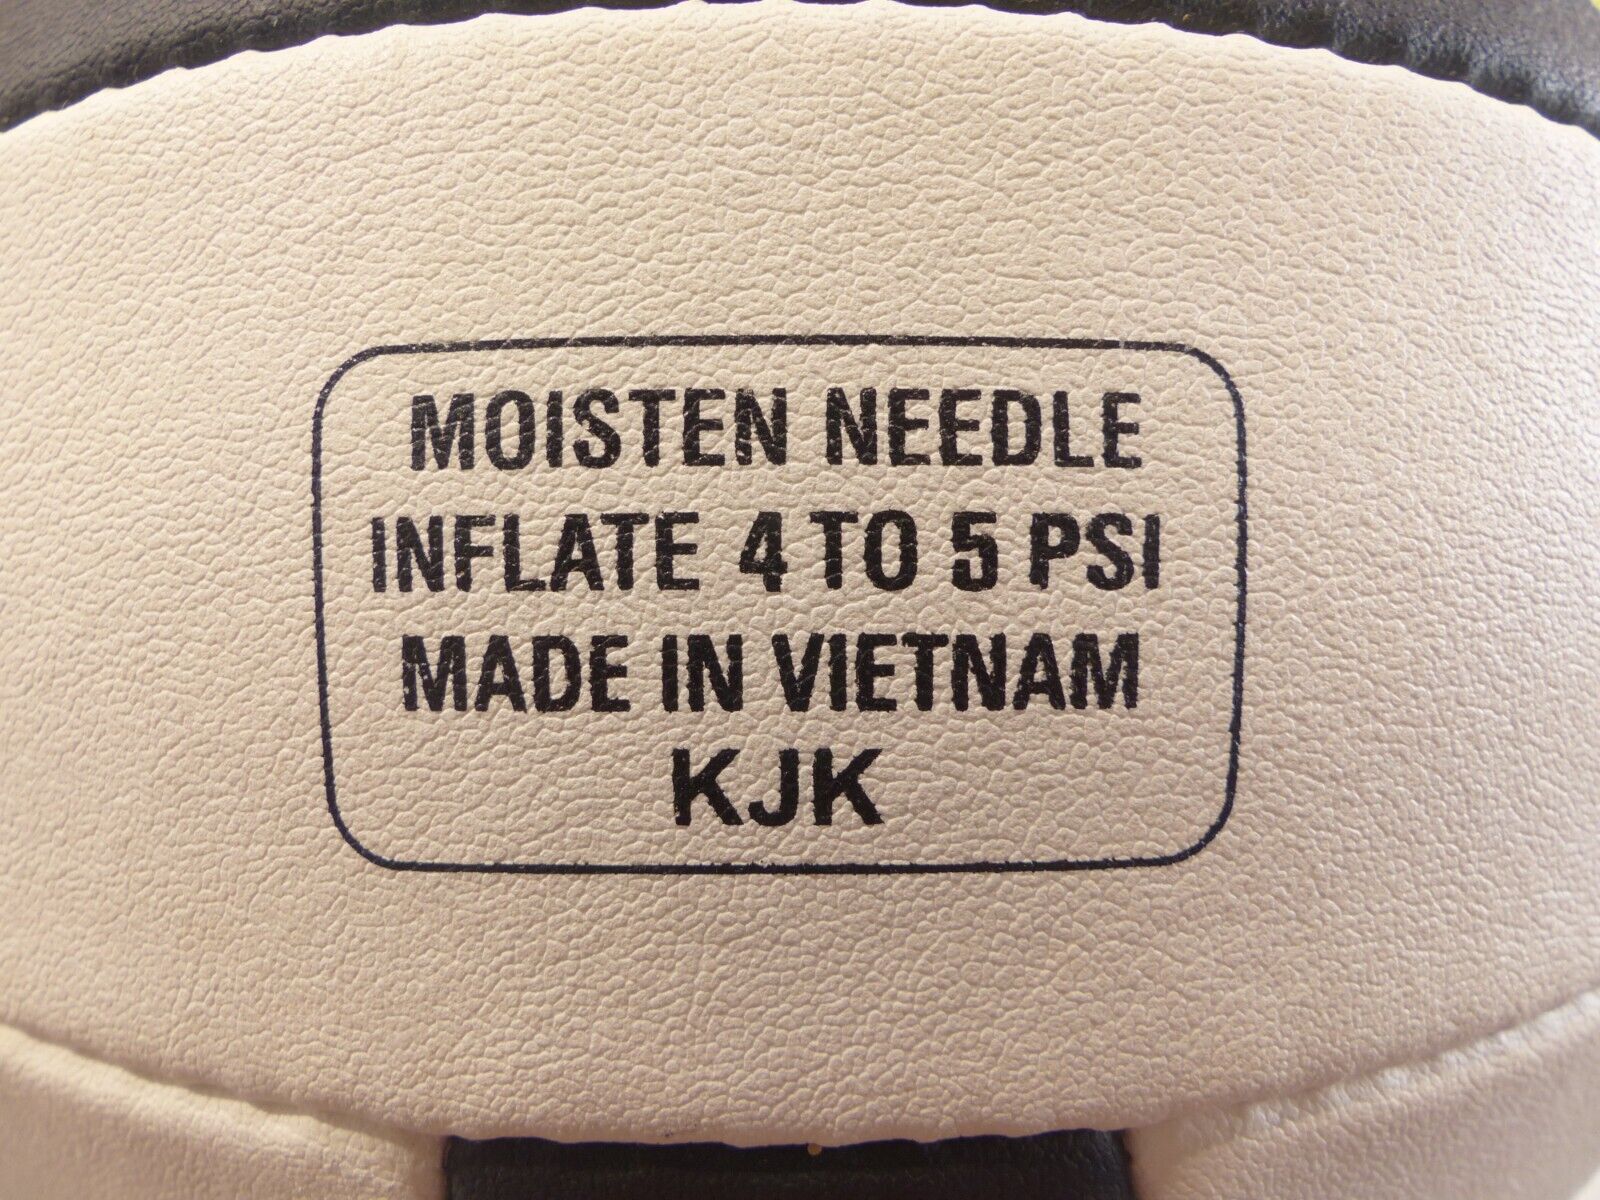 MOISTEN NEEDLE
INFLATE 4 TO 5 PSI
MADE IN VIETNAM
KJK